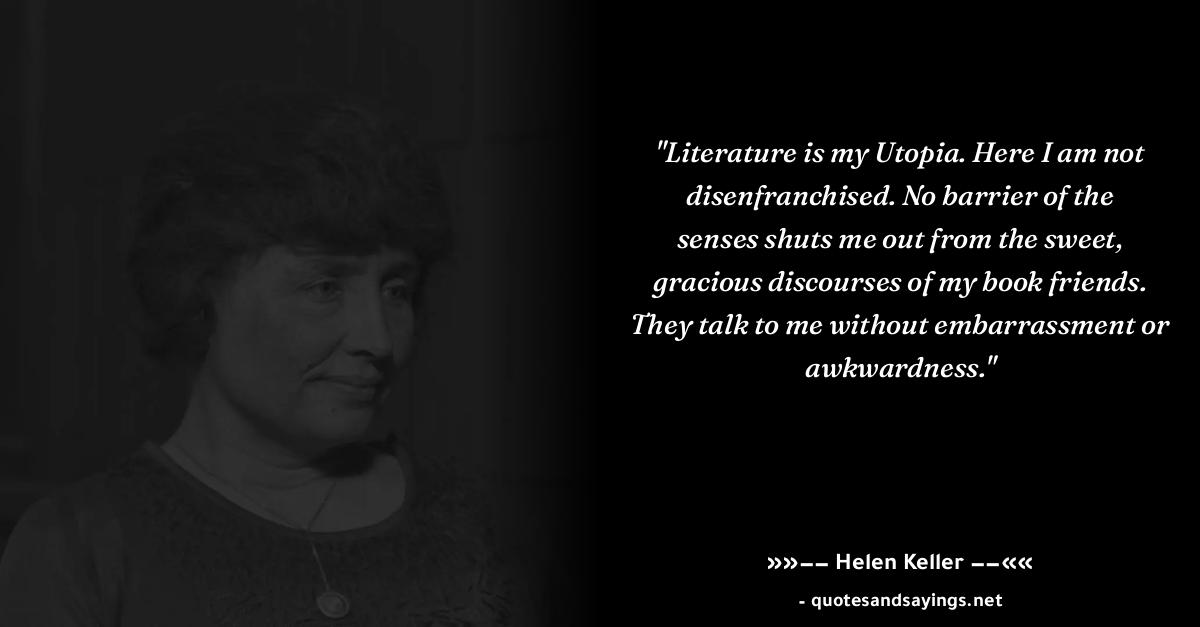 "Literature is my Utopia. Here I am not
disenfranchised. No barrier of the
senses shuts me out from the sweet,
gracious discourses of my book friends.
They talk to me without embarrassment or
awkwardness."
»»−− Helen Keller −−««
- quotesandsayings.net